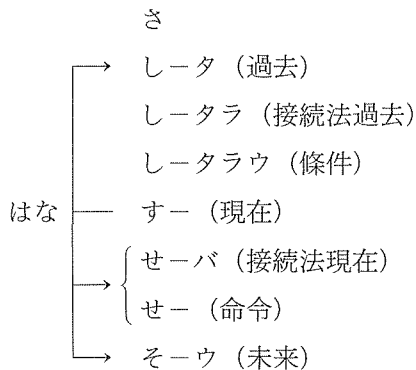 さ
しータ（過去）
しータラ（接続法過去）
しータラウ（條件）
はな すー（現在）
せーバ（接続法現在）
せー（命令）
そーウ（未来）